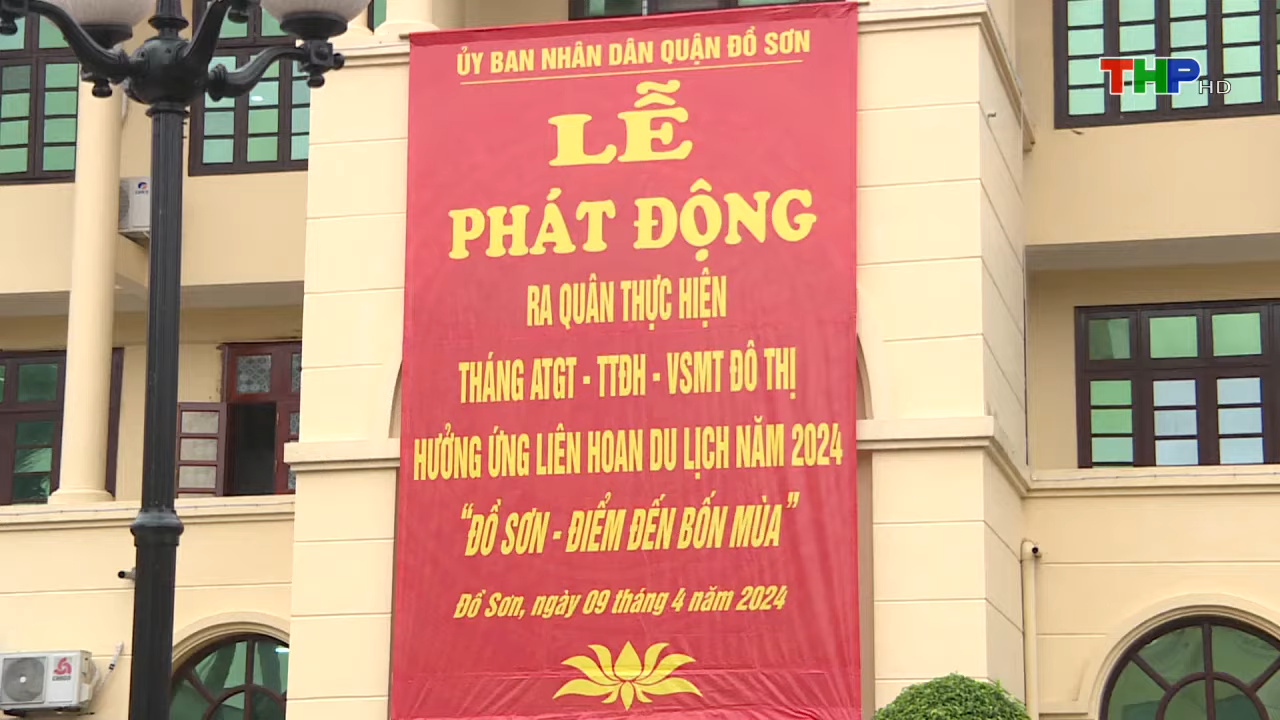 ỦY BAN NHÂN DÂN QUẬN ĐỒ SƠN
LỄ
PHÁT ĐỘNG
RA QUÂN THỰC HIỆN
THÁNG ATGT - TTĐH - VSMT ĐÔ THỊ
HƯỞNG ỨNG LIÊN HOAN DU LỊCH NĂM 2024
"ĐỒ SƠN - ĐIỂM ĐẾN BỐN MÙA"
Đồ Sơn, ngày 09 tháng 4 năm 2024
THP HD